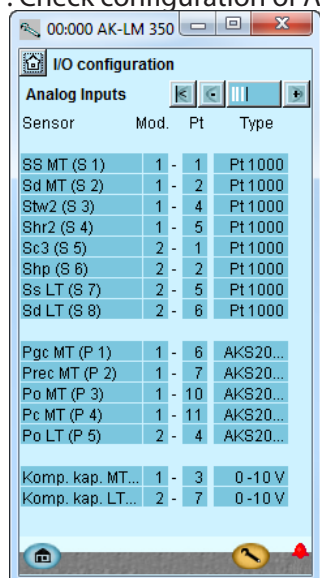 : Check configuration of A
00:000 AK-LM 350
I/O configuration
Analog Inputs
Sensor Mod. Pt Type
SS MT (S 1) 1 - 1 Pt 1000
Sd MT (S 2) 1 - 2 Pt 1000
Stw2 (S 3) 1 - 4 Pt 1000
Shr2 (S 4) 1 - 5 Pt 1000
Sc3 (S 5) 2 - 1 Pt 1000
Shp (S 6) 2 - 2 Pt 1000
Ss LT (S 7) 2 - 5 Pt 1000
Sd LT (S 8) 2 - 6 Pt 1000
Pgc MT (P 1) 1 - 6 AKS20...
Prec MT (P 2) 1 - 7 AKS20...
Po MT (P 3) 1 - 10 AKS20...
Pc MT (P 4) 1 - 11 AKS20...
Po LT (P 5) 2 - 4 AKS20...
Komp. kap. MT... 1 - 3 0 -10 V
Komp. kap. LT... 2 - 7 0 -10 V